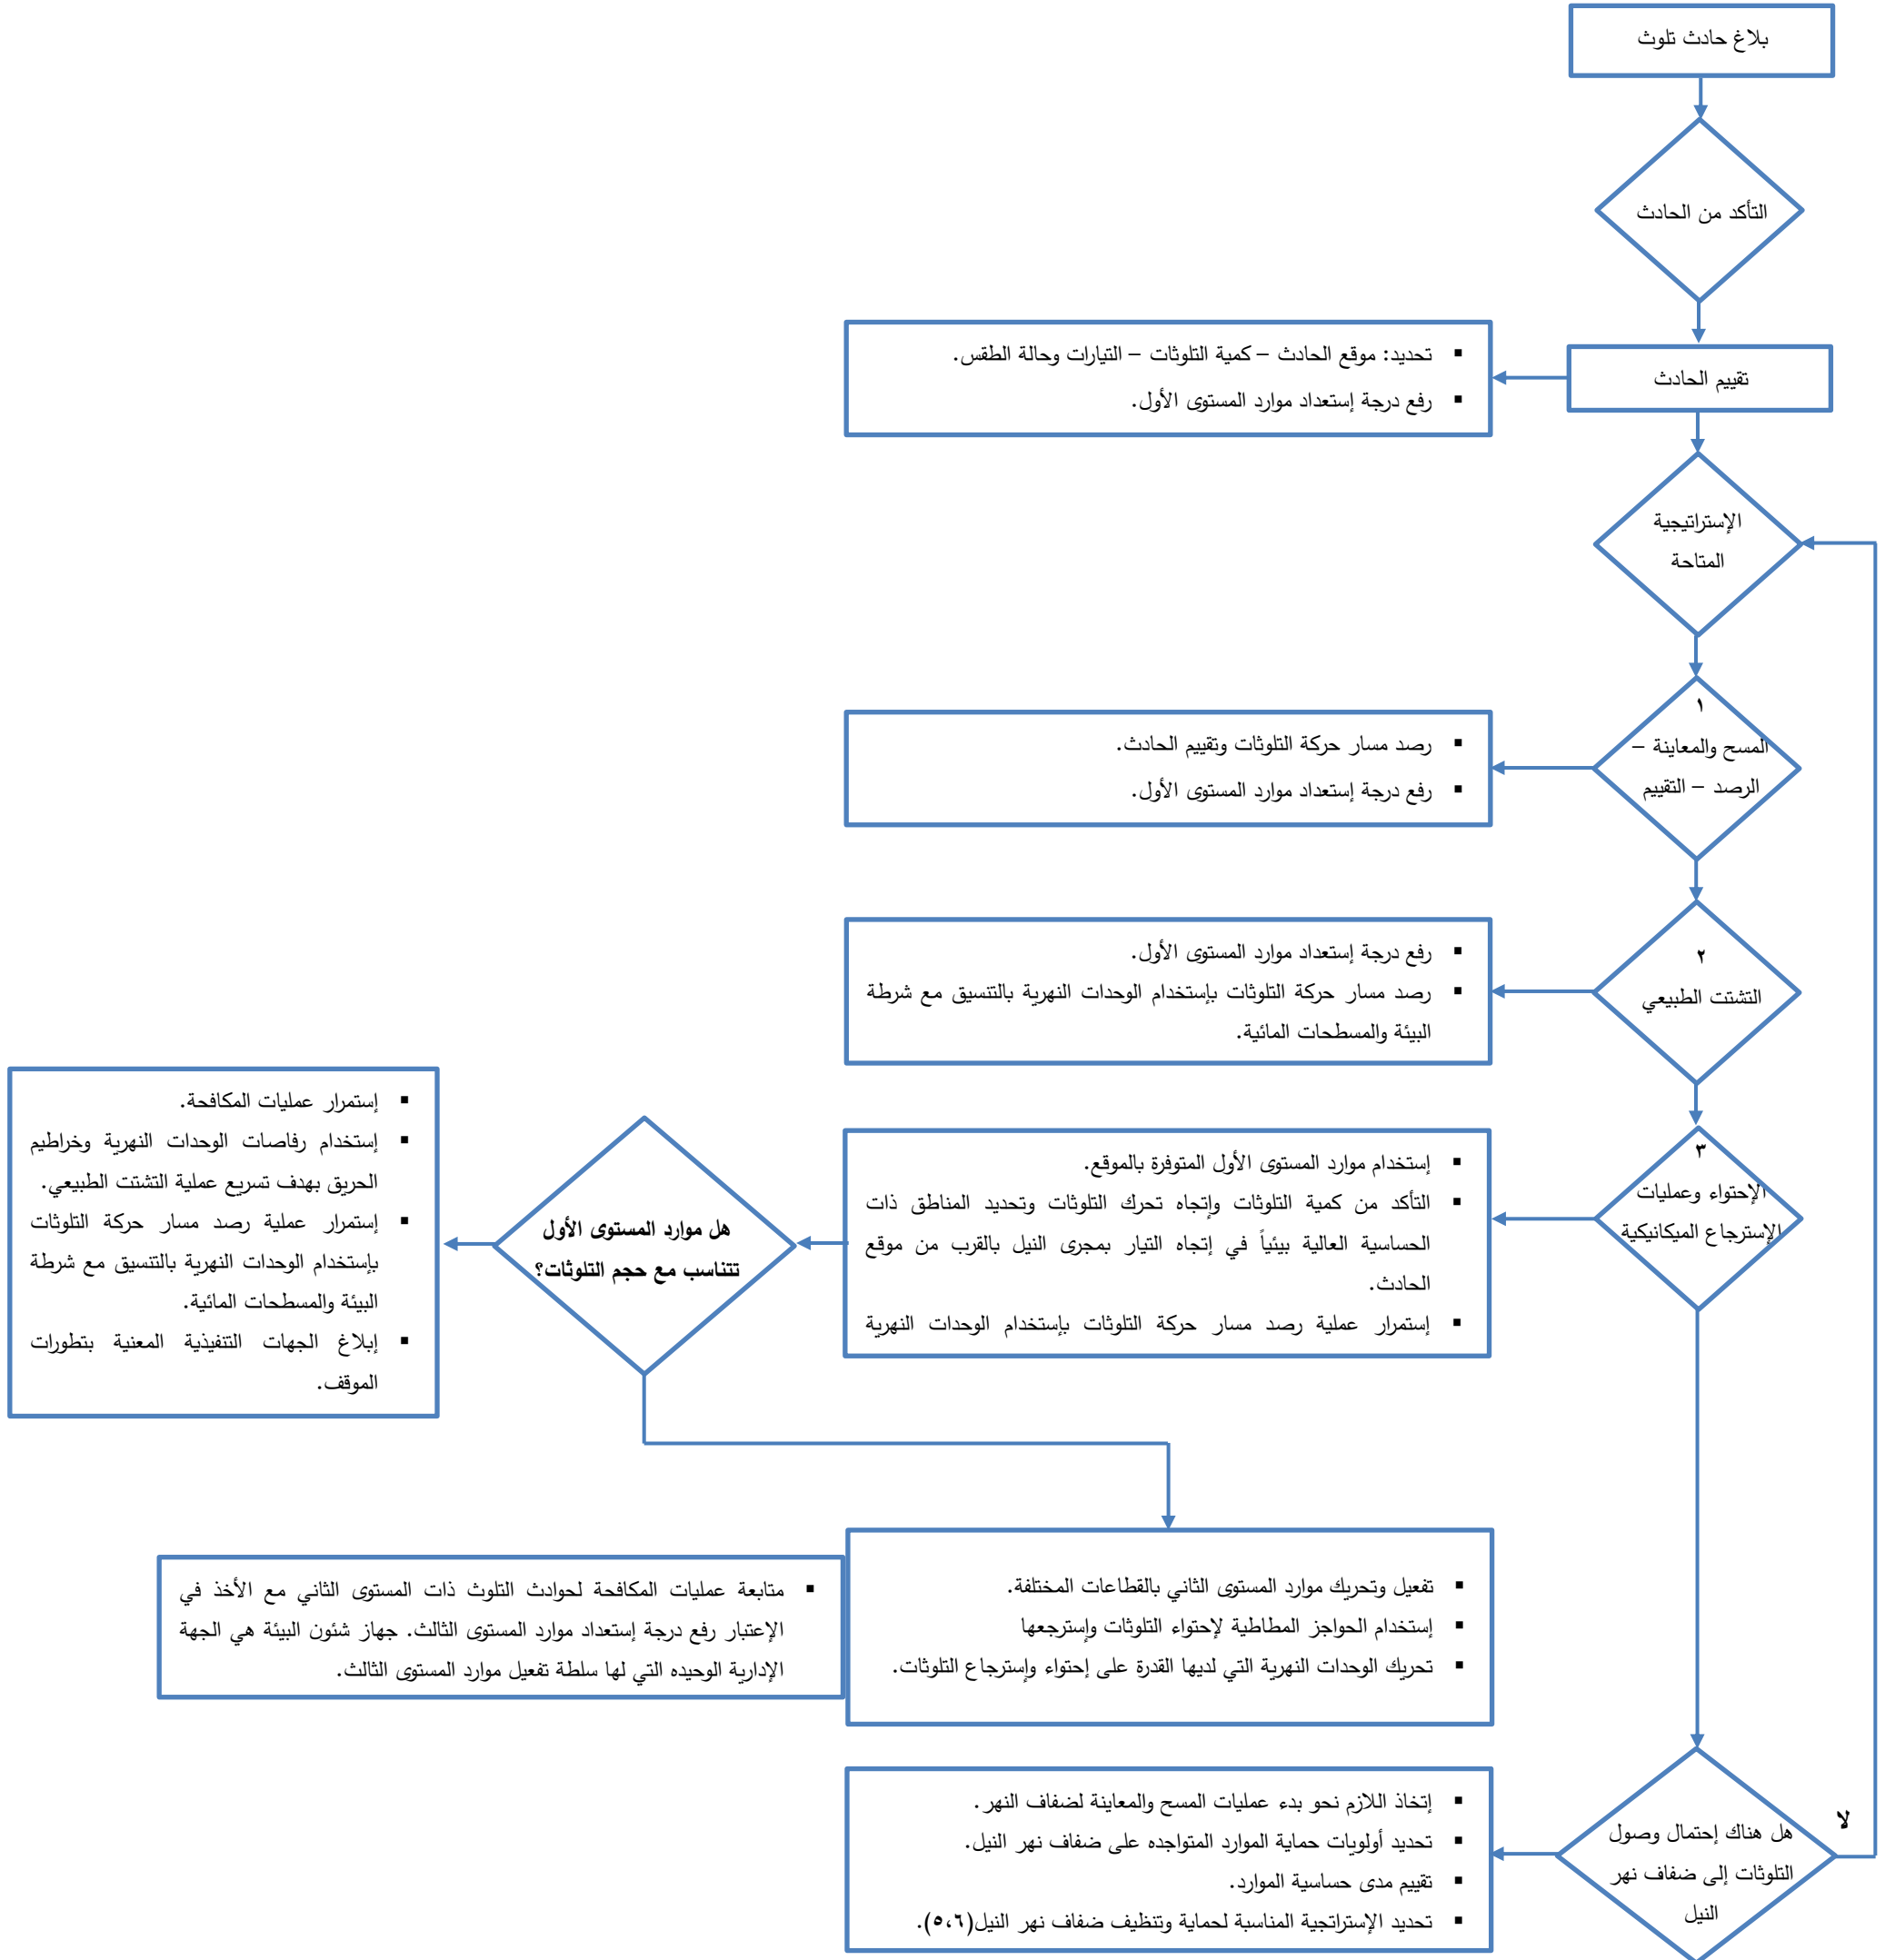 بلاغ حادث تلوث
التأكد من الحادث
تقييم الحادث
▪ تحديد: موقع الحادث – كمية التلوثات – التيارات وحالة الطقس.
▪ رفع درجة إستعداد موارد المستوى الأول.
الإستراتيجية
المتاحة
١
المسح والمعاينة –
الرصد – التقييم
▪ رصد مسار حركة التلوثات وتقييم الحادث.
▪ رفع درجة إستعداد موارد المستوى الأول.
٢
التشتت الطبيعي
▪ رفع درجة إستعداد موارد المستوى الأول.
▪ رصد مسار حركة التلوثات بإستخدام الوحدات النهرية بالتنسيق مع شرطة
البيئة والمسطحات المائية.
٣
الإحتواء وعمليات
الإسترجاع الميكانيكية
▪ إستخدام موارد المستوى الأول المتوفرة بالموقع.
▪ التأكد من كمية التلوثات وإتجاه تحرك التلوثات وتحديد المناطق ذات
الحساسية العالية بيئياً في إتجاه التيار بمجرى النيل بالقرب من موقع
الحادث.
▪ إستمرار عملية رصد مسار حركة التلوثات بإستخدام الوحدات النهرية
هل موارد المستوى الأول
تتناسب مع حجم التلوثات؟
▪ إستمرار عمليات المكافحة.
▪ إستخدام رفاصات الوحدات النهرية وخراطيم
الحريق بهدف تسريع عملية التشتت الطبيعي.
▪ إستمرار عملية رصد مسار حركة التلوثات
بإستخدام الوحدات النهرية بالتنسيق مع شرطة
البيئة والمسطحات المائية.
▪ إبلاغ الجهات التنفيذية المعنية بتطورات
الموقف.
▪ تفعيل وتحريك موارد المستوى الثاني بالقطاعات المختلفة.
▪ إستخدام الحواجز المطاطية لإحتواء التلوثات وإسترجعها
▪ تحريك الوحدات النهرية التي لديها القدرة على إحتواء وإسترجاع التلوثات.
▪ متابعة عمليات المكافحة لحوادث التلوث ذات المستوى الثاني مع الأخذ في
الإعتبار رفع درجة إستعداد موارد المستوى الثالث. جهاز شئون البيئة هي الجهة
الإدارية الوحيده التي لها سلطة تفعيل موارد المستوى الثالث.
هل هناك إحتمال وصول
التلوثات إلى ضفاف نهر
النيل
لا
▪ إتخاذ اللازم نحو بدء عمليات المسح والمعاينة لضفاف النهر.
▪ تحديد أولويات حماية الموارد المتواجده على ضفاف نهر النيل.
▪ تقييم مدى حساسية الموارد.
▪ تحديد الإستراتجية المناسبة لحماية وتنظيف ضفاف نهر النيل(٥،٦).